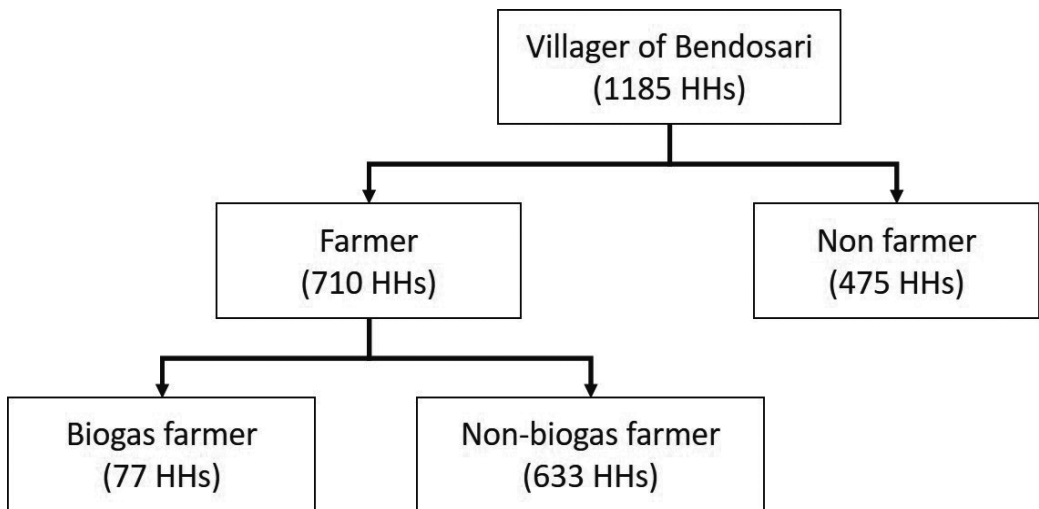 Villager of Bendosari
(1185 HHs)
Farmer
(710 HHs)
Non farmer
(475 HHs)
Biogas farmer
(77 HHs)
Non-biogas farmer
(633 HHs)